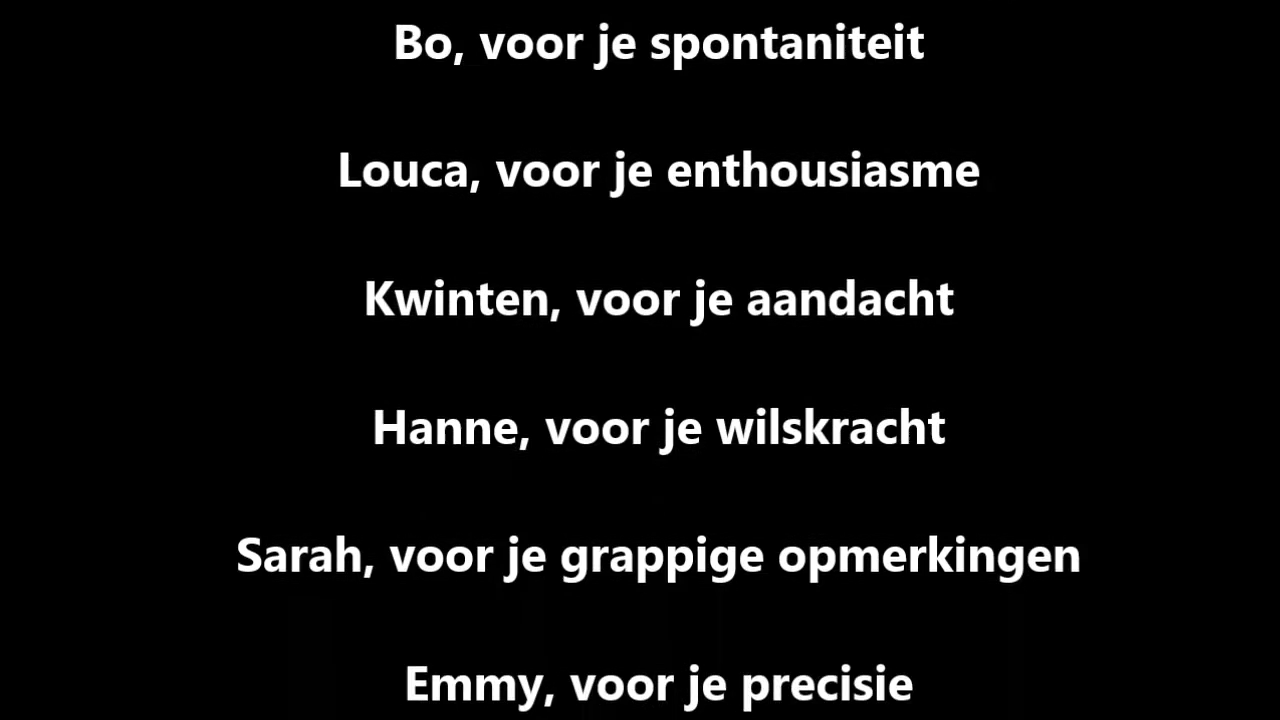 Bo, voor je spontaniteit
Louca, voor je enthousiasme
Kwinten, voor je aandacht
Hanne, voor je wilskracht
Sarah, voor je grappige opmerkingen
Emmy, voor je precisie